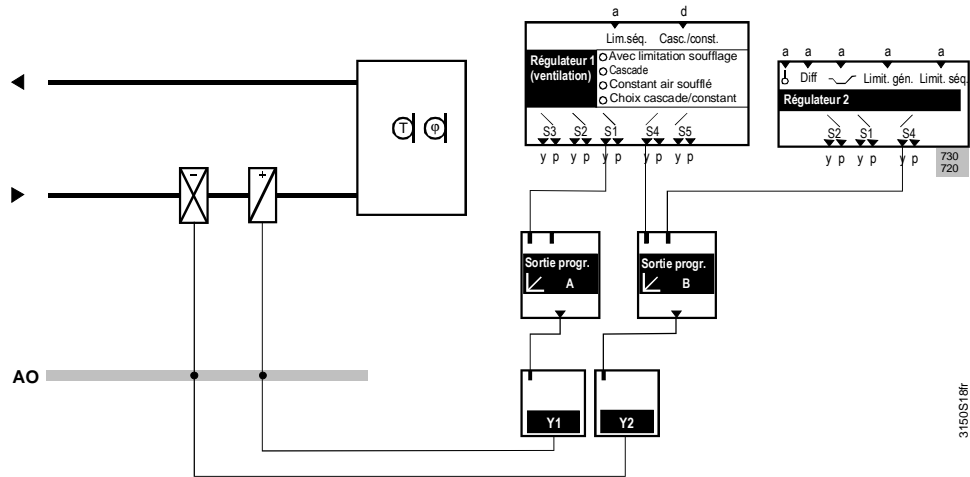 a d
Lim.séq. Casc./const.
Régulateur 1
(ventilation)
Avec limitation soufflage
Cascade
Constant air soufflé
Choix cascade/constant
S3 S2 S1 S4 S5
y p y p y p y p y p
a a a a a
Diff Limit. gén. Limit. séq.
Régulateur 2
S2 S1 S4
y p y p y p
730
720
T φ
- +
Sortie progr.
A
Sortie progr.
B
AO
Y1
Y2
3150S18fr